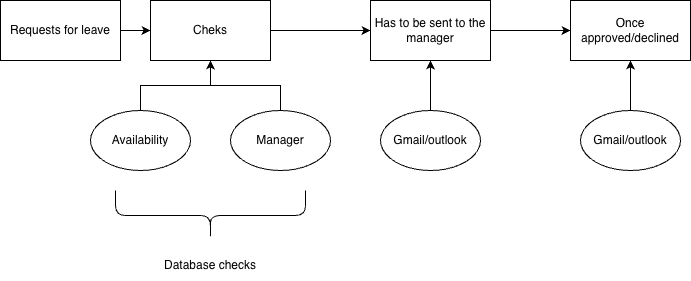 Requests for leave
Cheks
Has to be sent to the
manager
Once
approved/declined
Availability
Manager
Gmail/outlook
Gmail/outlook
Database checks